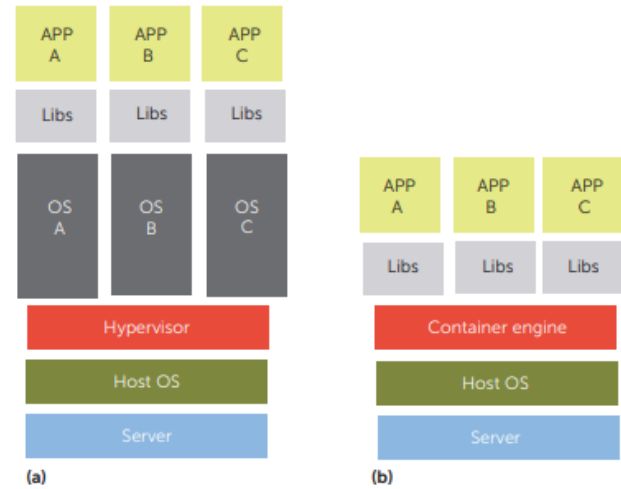 APP
A
APP
B
APP
C
Libs
Libs
Libs
OS
A
OS
B
OS
C
Hypervisor
Host OS
Server
(a)
APP
A
APP
B
APP
C
Libs
Libs
Libs
Container engine
Host OS
Server
(b)